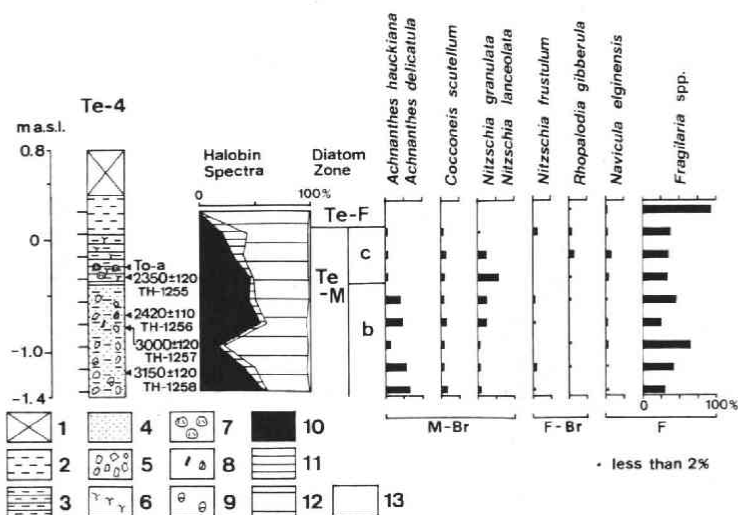 Te-4
m a.s.l.
0.8
0
-1.0
-1.4
To-a
2350±120
TH-1255
2420±110
TH-1256
3000±120
TH-1257
3150±120
TH-1258
Halobin
Spectra
0
100%
Diatom
Zone
Te-F
Te
-M
c
b
Achnanthes hauckiana
Achnanthes delicatula
Cocconeis scutellum
Nitzschia granulata
Nitzschia lanceolata
Nitzschia frustulum
Rhopalodia gibberula
Navicula elginensis
Fragilaria spp.
0
100%
M-Br
F-Br
F
• less than 2%
1
4
7
10
2
5
8
11
3
6
9
12
13